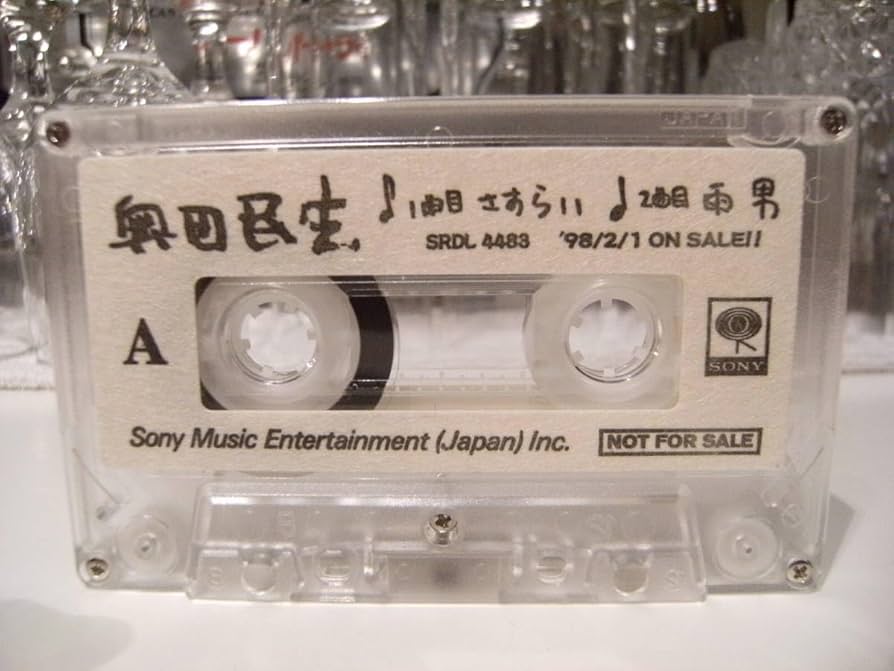 奥田民生 ♪1曲目 さすらい ♪2曲目 雨男
SRDL 4483 '98/2/1 ON SALE!!
A
SONY
Sony Music Entertainment (Japan) Inc. NOT FOR SALE